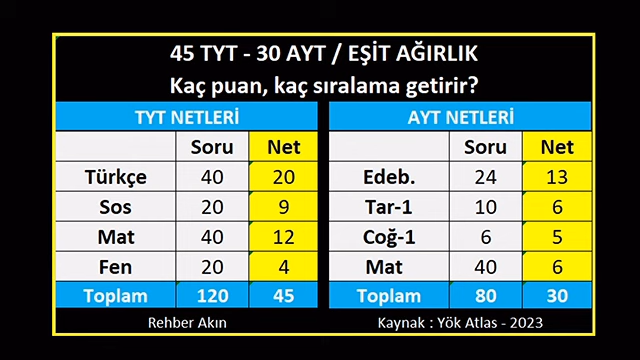 45 TYT - 30 AYT / EŞİT AĞIRLIK
Kaç puan, kaç sıralama getirir?
TYT NETLERİ
Soru Net
Türkçe 40 20
Sos 20 9
Mat 40 12
Fen 20 4
Toplam 120 45
Rehber Akın
AYT NETLERİ
Soru Net
Edeb. 24 13
Tar-1 10 6
Coğ-1 6 5
Mat 40 6
Toplam 80 30
Kaynak : Yök Atlas - 2023